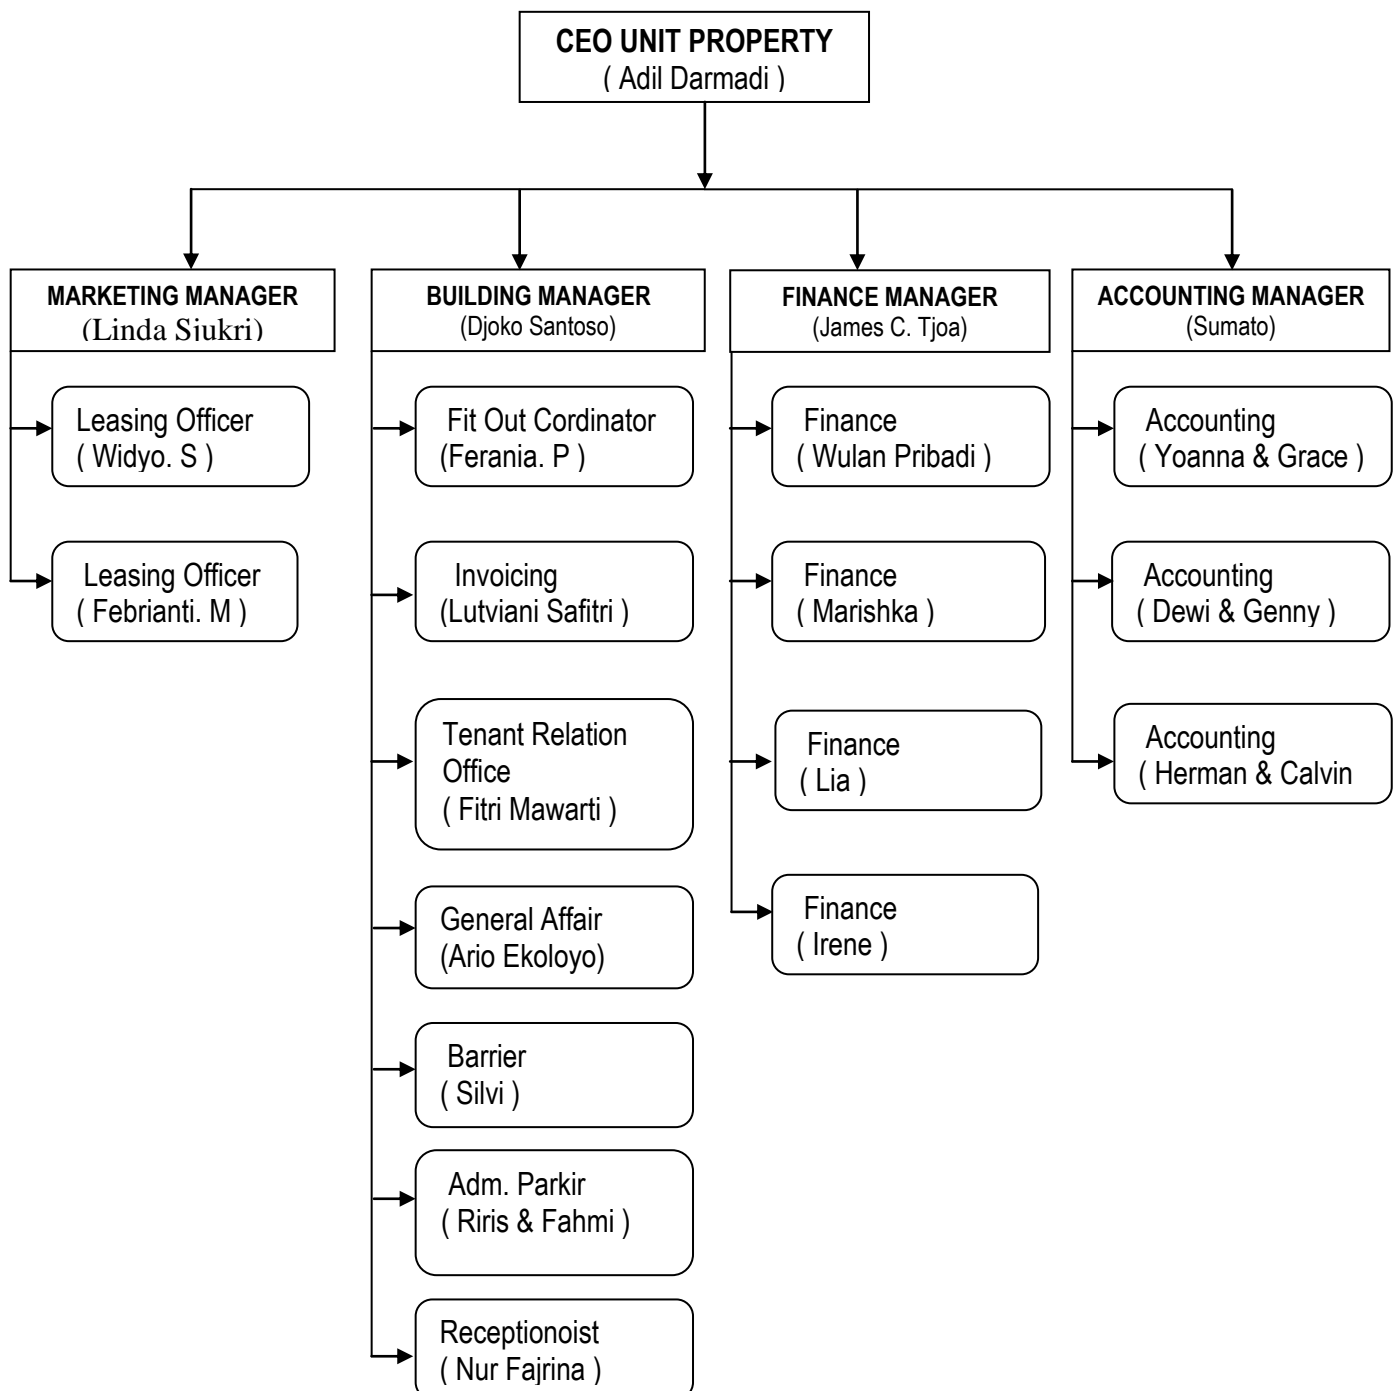 CEO UNIT PROPERTY
( Adil Darmadi )
MARKETING MANAGER
(Linda Sjukri)
BUILDING MANAGER
(Djoko Santoso)
FINANCE MANAGER
(James C. Tjoa)
ACCOUNTING MANAGER
(Sumato)
Leasing Officer
( Widyo. S )
Leasing Officer
( Febrianti. M )
Fit Out Cordinator
(Ferania. P )
Invoicing
(Lutviani Safitri )
Tenant Relation
Office
( Fitri Mawarti )
General Affair
(Ario Ekoloyo)
Barrier
( Silvi )
Adm. Parkir
( Riris & Fahmi )
Receptionoist
( Nur Fajrina )
Finance
( Wulan Pribadi )
Finance
( Marishka )
Finance
( Lia )
Finance
( Irene )
Accounting
( Yoanna & Grace )
Accounting
( Dewi & Genny )
Accounting
( Herman & Calvin